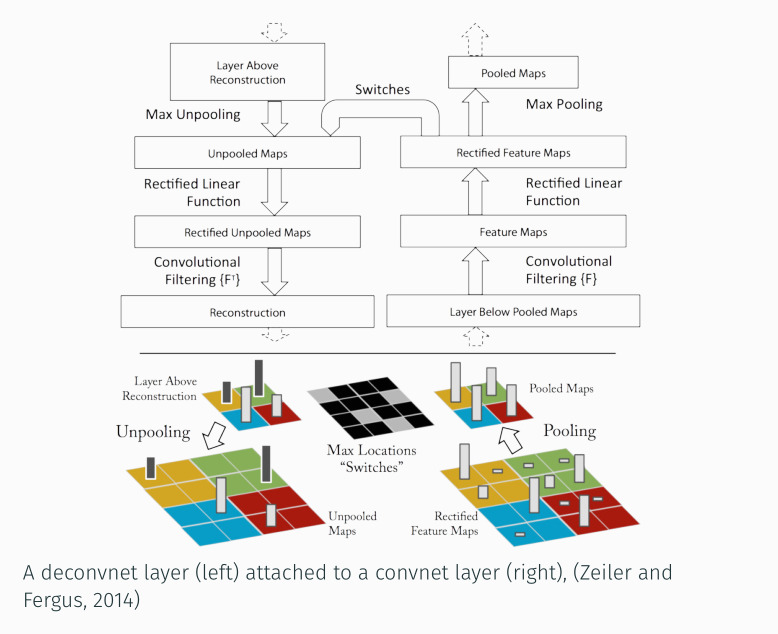 Layer Above
Reconstruction
Switches
Pooled Maps
Max Unpooling
Max Pooling
Unpooled Maps
Rectified Feature Maps
Rectified Linear
Function
Rectified Linear
Function
Rectified Unpooled Maps
Feature Maps
Convolutional
Filtering {Fᵀ}
Convolutional
Filtering {F}
Reconstruction
Layer Below Pooled Maps
Layer Above
Reconstruction
Pooled Maps
Unpooling
Max Locations
“Switches”
Pooling
Unpooled
Maps
Rectified
Feature Maps
A deconvnet layer (left) attached to a convnet layer (right), (Zeiler and
Fergus, 2014)